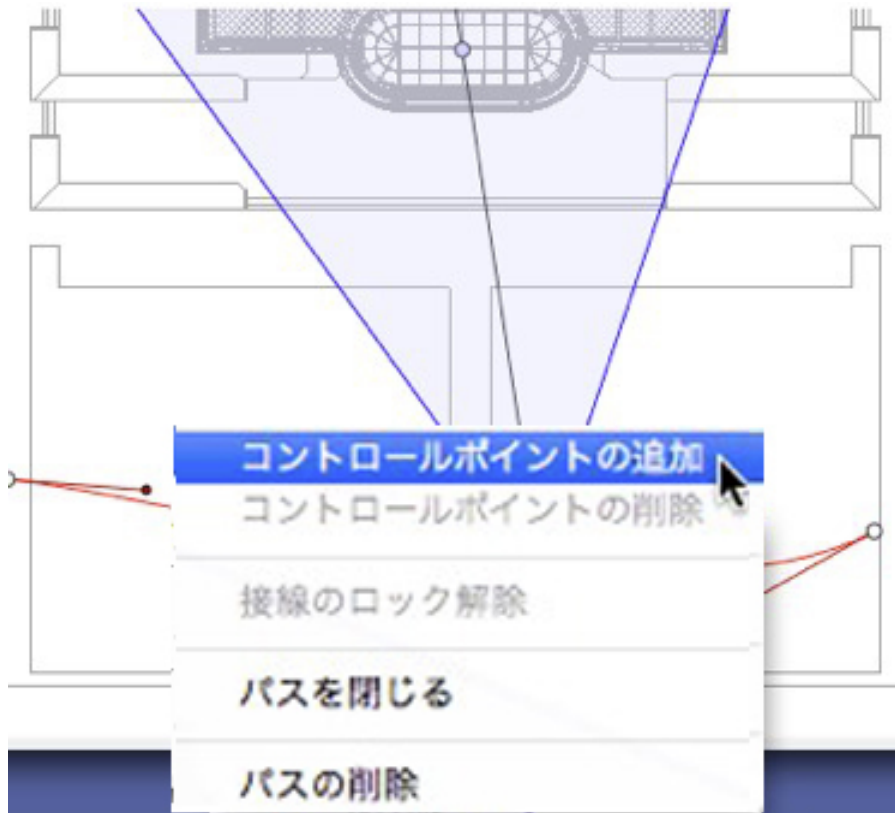 コントロールポイントの追加
コントロールポイントの削除
接線のロック解除
パスを閉じる
パスの削除